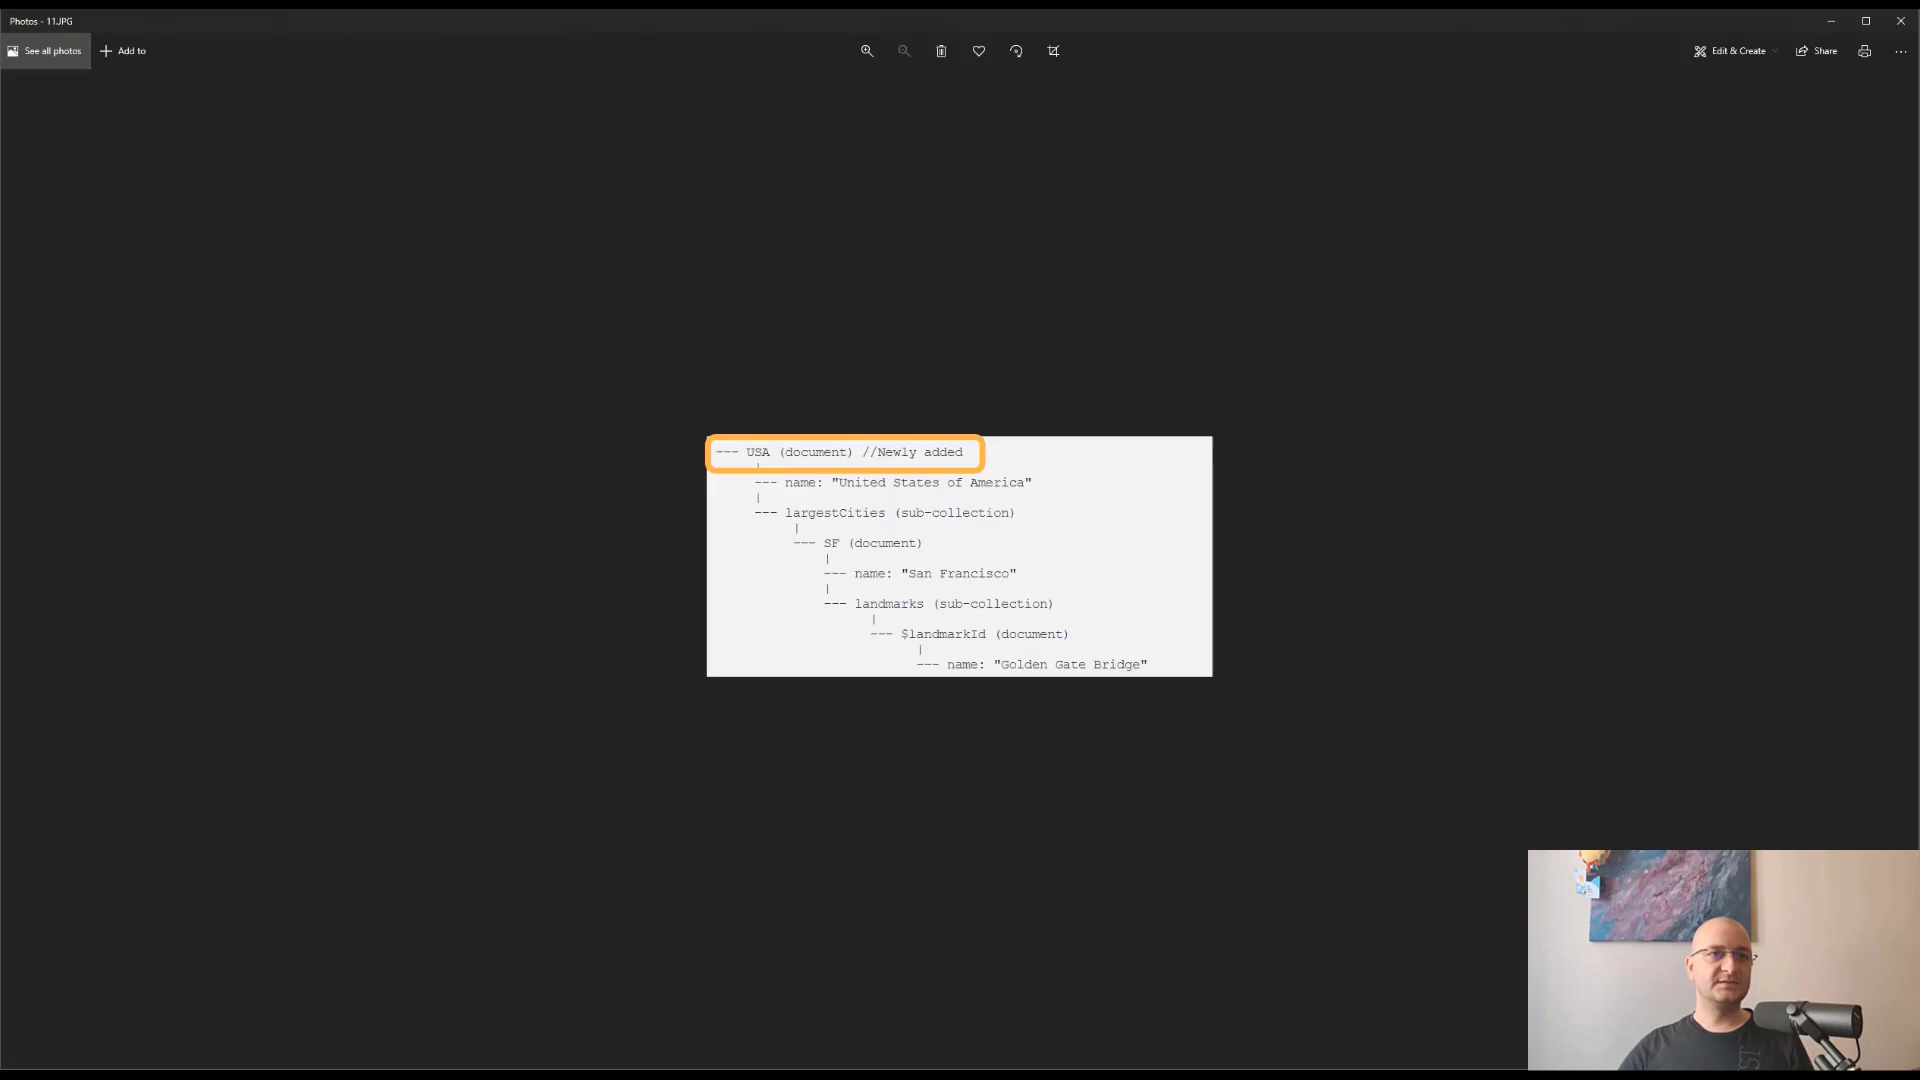 Photos - 11.JPG
See all photos
Add to
Edit & Create
Share
--- USA (document) //Newly added
|
--- name: "United States of America"
|
--- largestCities (sub-collection)
|
--- SF (document)
|
--- name: "San Francisco"
|
--- landmarks (sub-collection)
|
--- $landmarkId (document)
|
--- name: "Golden Gate Bridge"